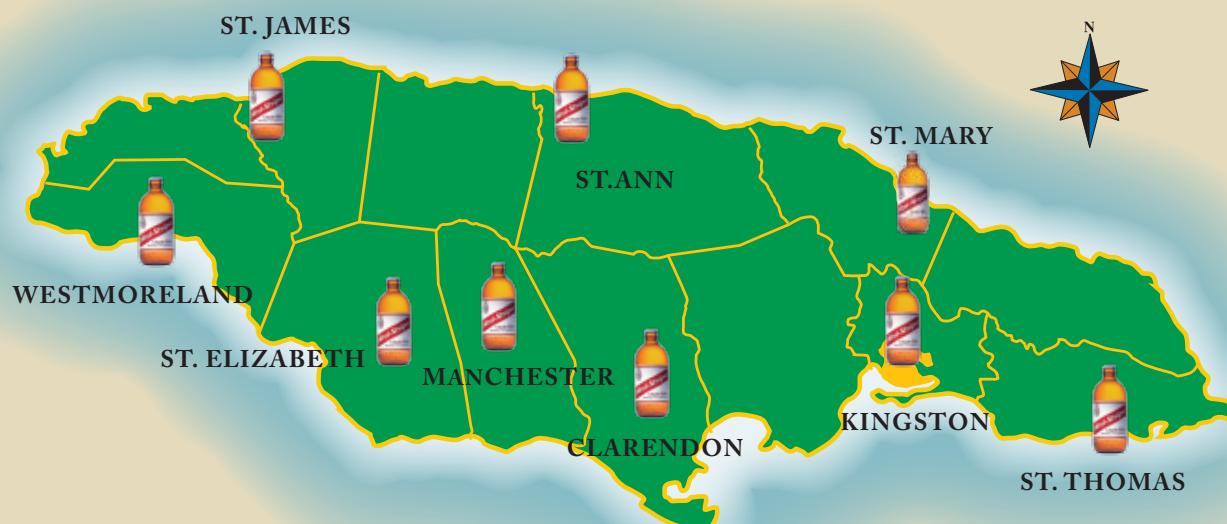 ST. JAMES
N
ST. MARY
ST.ANN
WESTMORELAND
ST. ELIZABETH
MANCHESTER
KINGSTON
CLARENDON
ST. THOMAS